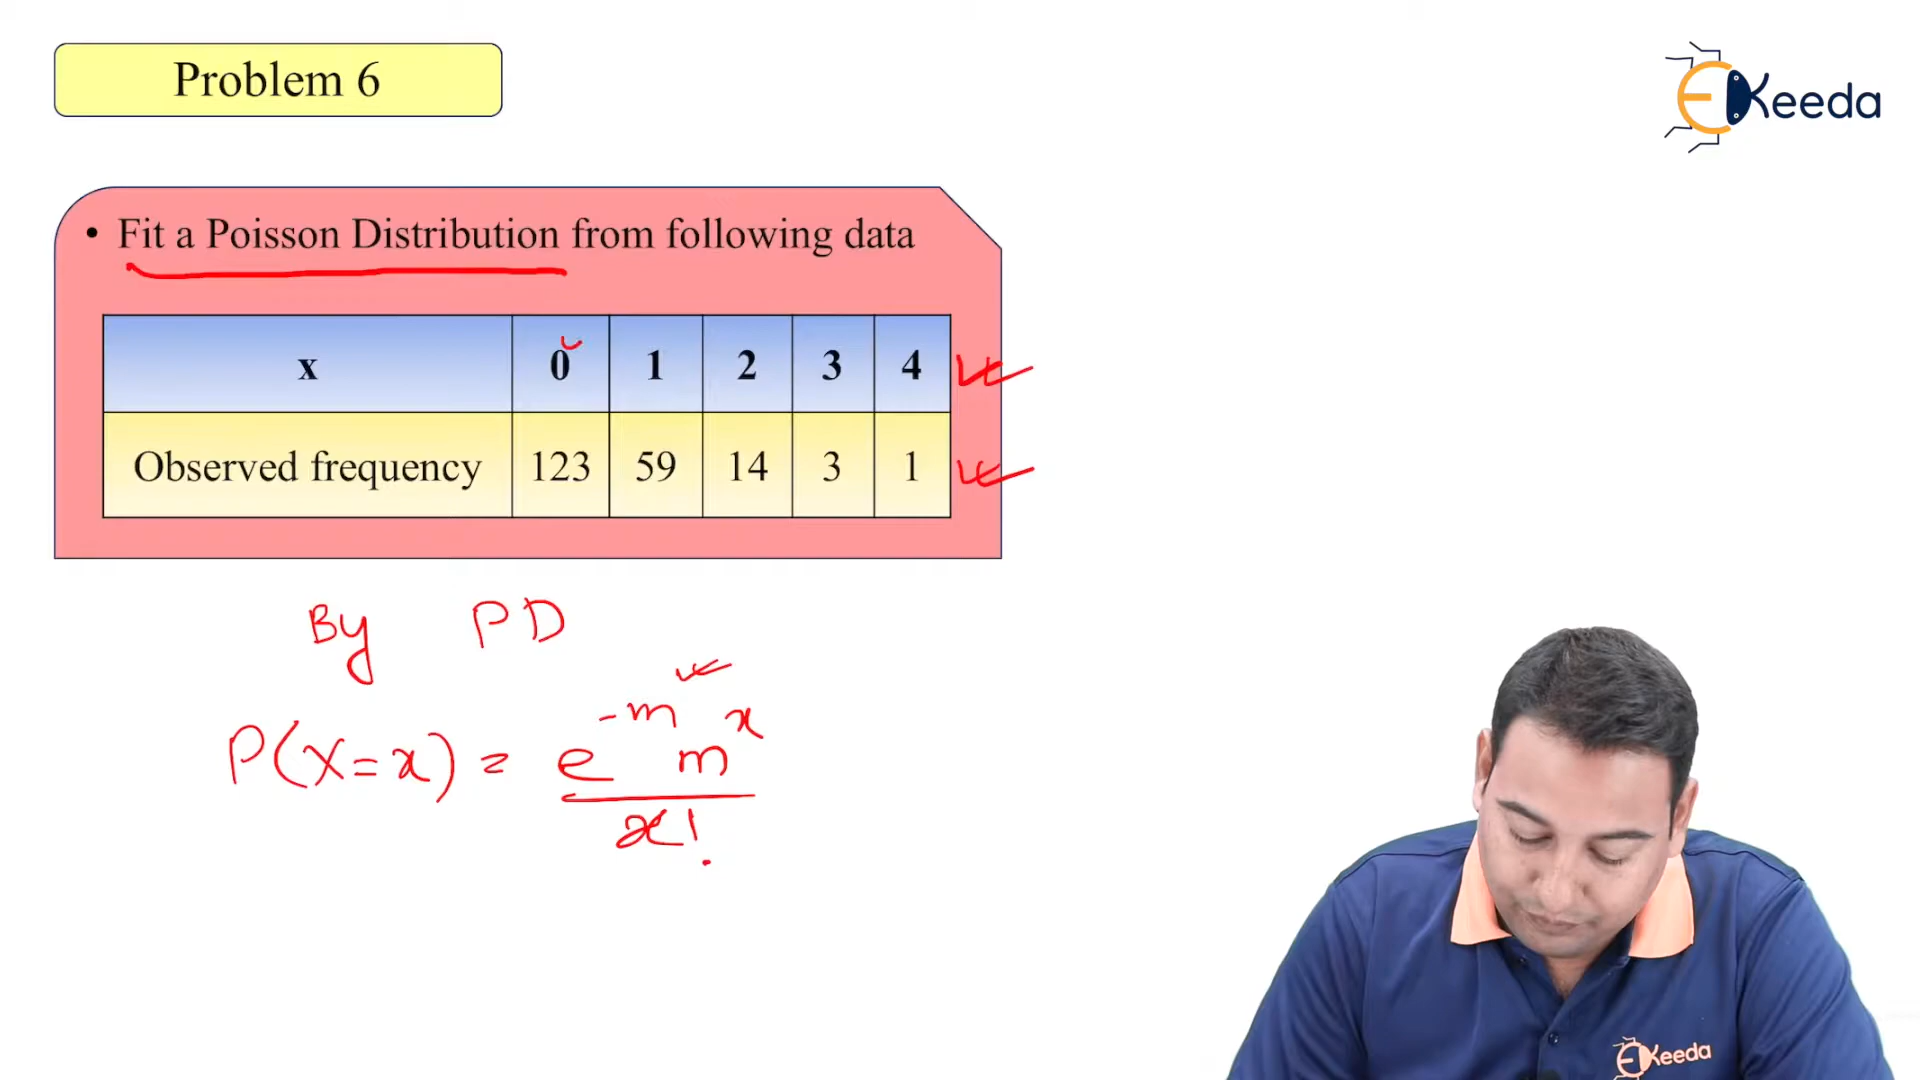 Problem 6
EKeeda
• Fit a Poisson Distribution from following data
x 0 1 2 3 4
Observed frequency 123 59 14 3 1
By PD
P(X=x) = e^{-m} m^x
x!
EKeeda